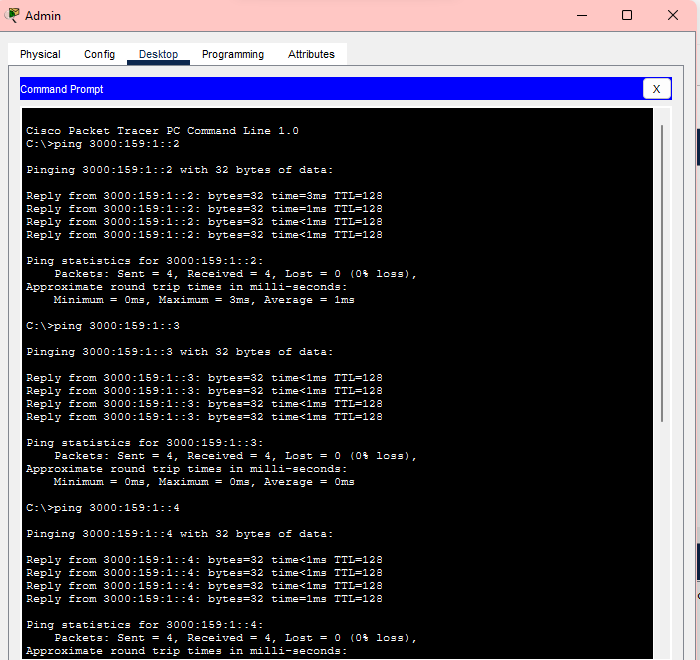 Admin
Physical Config Desktop Programming Attributes
Command Prompt X
Cisco Packet Tracer PC Command Line 1.0
C:\>ping 3000:159:1::2
Pinging 3000:159:1::2 with 32 bytes of data:
Reply from 3000:159:1::2: bytes=32 time=3ms TTL=128
Reply from 3000:159:1::2: bytes=32 time=1ms TTL=128
Reply from 3000:159:1::2: bytes=32 time<1ms TTL=128
Reply from 3000:159:1::2: bytes=32 time<1ms TTL=128
Ping statistics for 3000:159:1::2:
    Packets: Sent = 4, Received = 4, Lost = 0 (0% loss),
Approximate round trip times in milli-seconds:
    Minimum = 0ms, Maximum = 3ms, Average = 1ms
C:\>ping 3000:159:1::3
Pinging 3000:159:1::3 with 32 bytes of data:
Reply from 3000:159:1::3: bytes=32 time<1ms TTL=128
Reply from 3000:159:1::3: bytes=32 time<1ms TTL=128
Reply from 3000:159:1::3: bytes=32 time<1ms TTL=128
Reply from 3000:159:1::3: bytes=32 time<1ms TTL=128
Ping statistics for 3000:159:1::3:
    Packets: Sent = 4, Received = 4, Lost = 0 (0% loss),
Approximate round trip times in milli-seconds:
    Minimum = 0ms, Maximum = 0ms, Average = 0ms
C:\>ping 3000:159:1::4
Pinging 3000:159:1::4 with 32 bytes of data:
Reply from 3000:159:1::4: bytes=32 time<1ms TTL=128
Reply from 3000:159:1::4: bytes=32 time<1ms TTL=128
Reply from 3000:159:1::4: bytes=32 time<1ms TTL=128
Reply from 3000:159:1::4: bytes=32 time=1ms TTL=128
Ping statistics for 3000:159:1::4:
    Packets: Sent = 4, Received = 4, Lost = 0 (0% loss),
Approximate round trip times in milli-seconds: